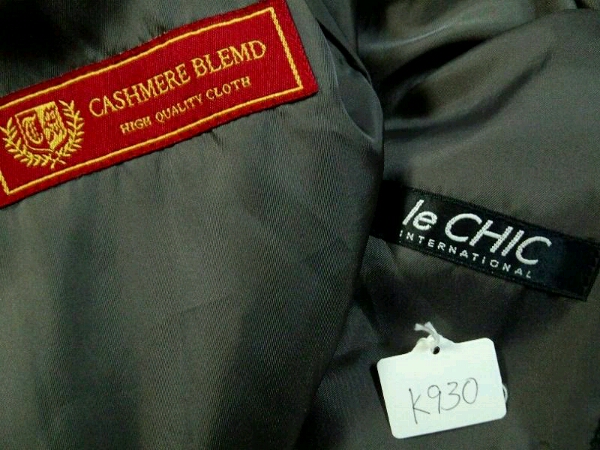 CASHMERE BLEMD
HIGH QUALITY CLOTH
le CHIC
INTERNATIONAL
K930